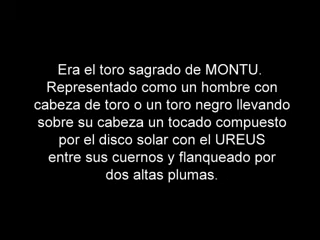 Era el toro sagrado de MONTU.
Representado como un hombre con
cabeza de toro o un toro negro llevando
sobre su cabeza un tocado compuesto
por el disco solar con el UREUS
entre sus cuernos y flanqueado por
dos altas plumas.